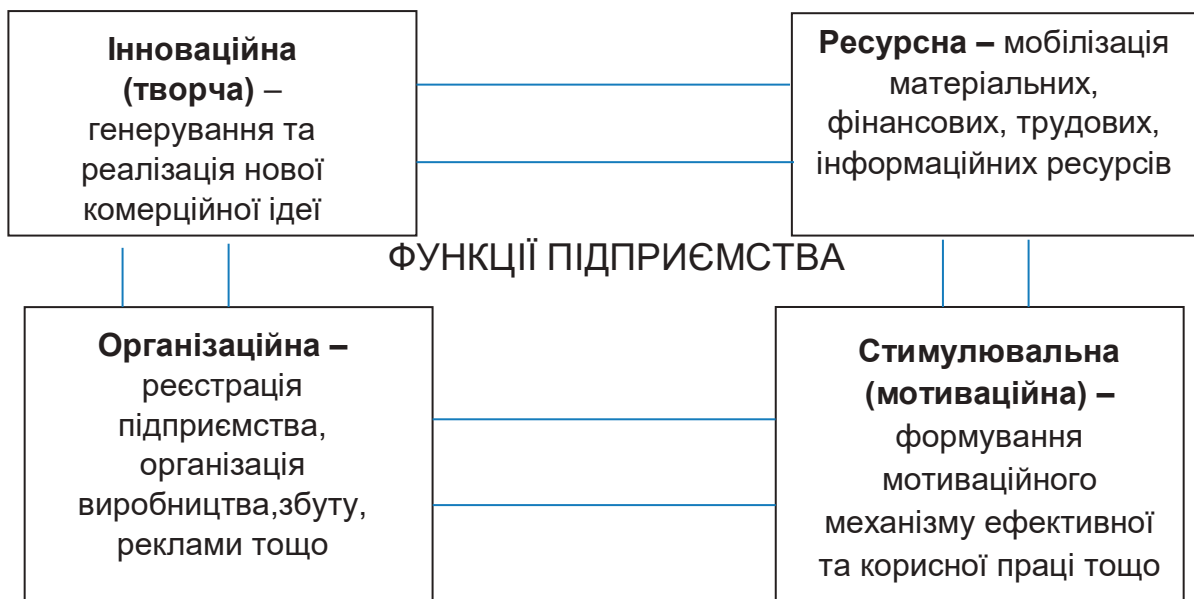 Інноваційна
(творча) –
генерування та
реалізація нової
комерційної ідеї
Ресурсна – мобілізація
матеріальних,
фінансових, трудових,
інформаційних ресурсів
ФУНКЦІЇ ПІДПРИЄМСТВА
Організаційна –
реєстрація
підприємства,
організація
виробництва,збуту,
реклами тощо
Стимулювальна
(мотиваційна) –
формування
мотиваційного
механізму ефективної
та корисної праці тощо